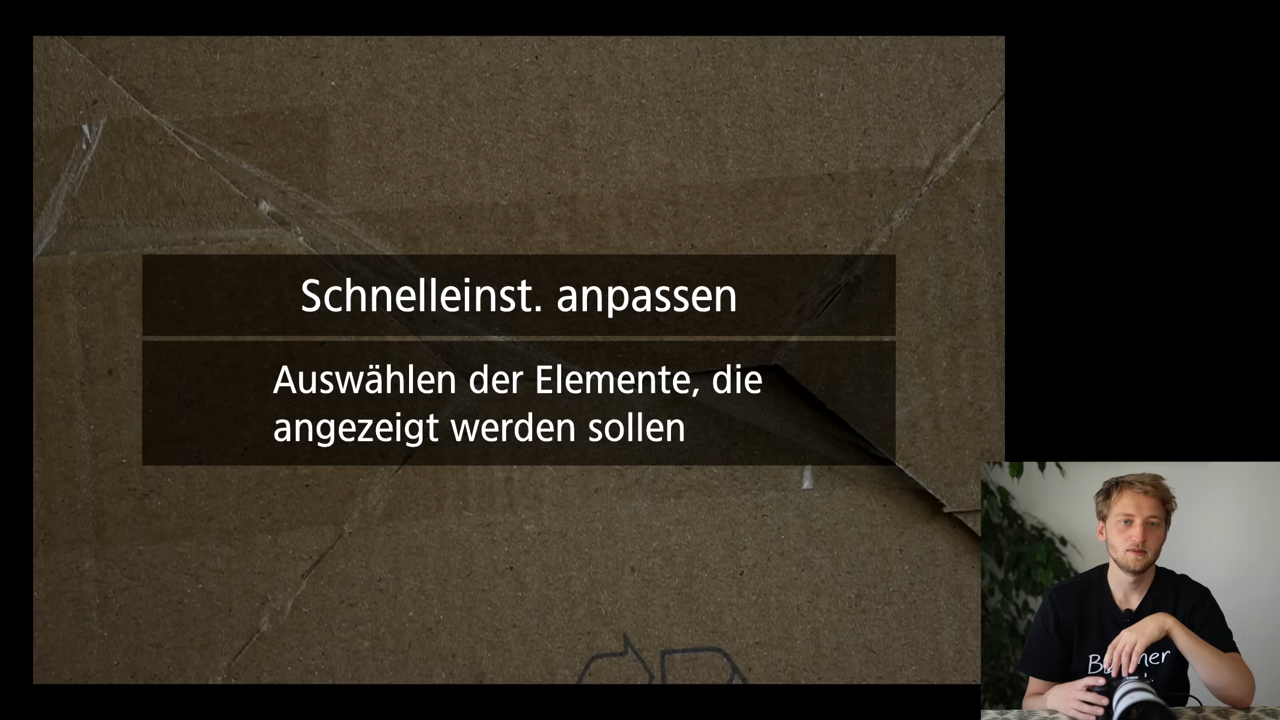 Schnelleinst. anpassen
Auswählen der Elemente, die
angezeigt werden sollen